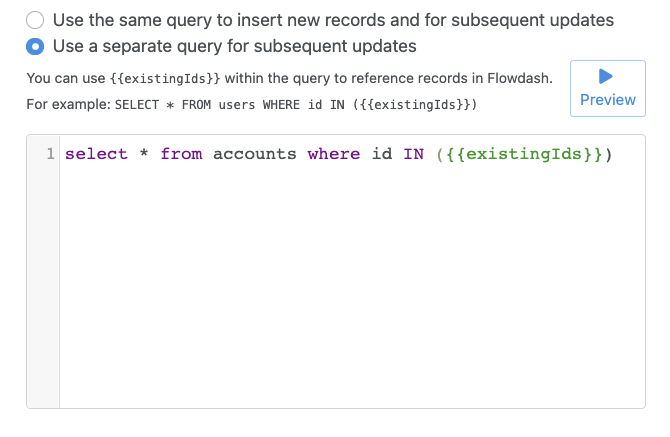 Use the same query to insert new records and for subsequent updates
Use a separate query for subsequent updates
You can use {{existingIds}} within the query to reference records in Flowdash.
For example: SELECT * FROM users WHERE id IN ({{existingIds}})
Preview
1 select * from accounts where id IN ({{existingIds}})